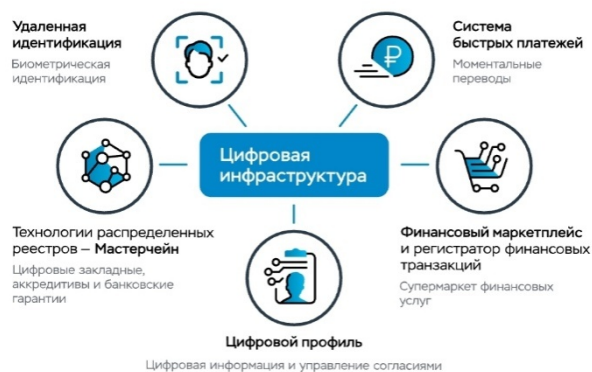 Удаленная
идентификация
Биометрическая
идентификация
Система
быстрых платежей
Моментальные
переводы
Цифровая
инфраструктура
Технологии распределенных
реестров – Мастерчейн
Цифровые закладные,
аккредитивы и банковские
гарантии
Финансовый маркетплейс
и регистратор финансовых
транзакций
Супермаркет финансовых
услуг
Цифровой профиль
Цифровая информация и управление согласиями